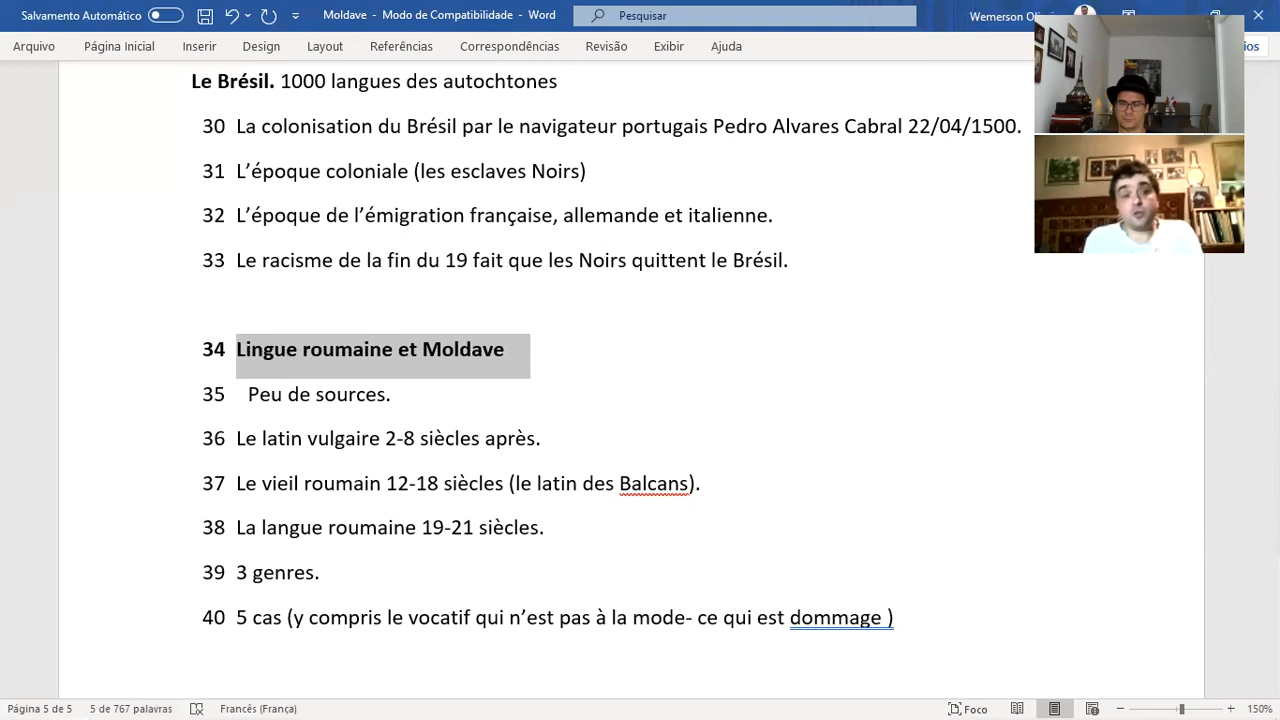 Salvamento Automático
Pesquisar
Wemerson O
Arquivo Página Inicial Inserir Design Layout Referências Correspondências Revisão Exibir Ajuda
Le Brésil. 1000 langues des autochtones
30 La colonisation du Brésil par le navigateur portugais Pedro Alvares Cabral 22/04/1500.
31 L'époque coloniale (les esclaves Noirs)
32 L'époque de l'émigration française, allemande et italienne.
33 Le racisme de la fin du 19 fait que les Noirs quittent le Brésil.
34 Lingue roumaine et Moldave
35 Peu de sources.
36 Le latin vulgaire 2-8 siècles après.
37 Le vieil roumain 12-18 siècles (le latin des Balcans).
38 La langue roumaine 19-21 siècles.
39 3 genres.
40 5 cas (y compris le vocatif qui n'est pas à la mode- ce qui est dommage )
Página 5 de 5 5 de 767 palavras Francês (França) Foco 150%